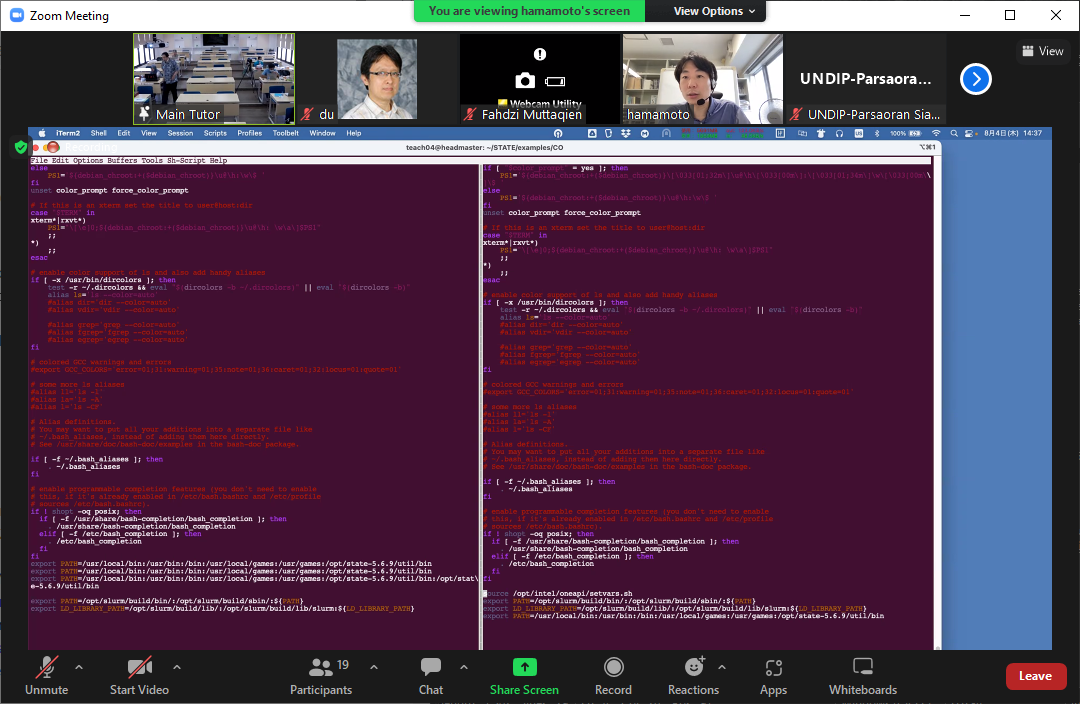 Zoom Meeting
You are viewing hamamoto's screen
View Options
View
Main Tutor
du
Webcam Utility
Fahdzi Muttaqien
hamamoto
UNDIP-Parsaora...
UNDIP-Parsaoran Sia...
iTerm2 Shell Edit View Session Scripts Profiles Toolbelt Window Help
100%
8月4日(木) 14:37
teach04@headmaster: ~/STATE/examples/CO
⌥⌘1
File Edit Options Buffers Tools Sh-Script Help
else
fi
unset color_prompt force_color_prompt
# If this is an xterm set the title to user@host:dir
case "$TERM" in
xterm*|rxvt*)
;;
*)
;;
esac
# enable color support of ls and also add handy aliases
if [ -x /usr/bin/dircolors ]; then
test -r ~/.dircolors && eval "$(dircolors -b ~/.dircolors)" || eval "$(dircolors -b)"
alias ls='ls --color=auto'
#alias dir='dir --color=auto'
#alias vdir='vdir --color=auto'
#alias grep='grep --color=auto'
#alias fgrep='fgrep --color=auto'
#alias egrep='egrep --color=auto'
fi
# colored GCC warnings and errors
#export GCC_COLORS='error=01;31:warning=01;35:note=01;36:caret=01;32:locus=01:quote=01'
# some more ls aliases
#alias ll='ls -l'
#alias la='ls -A'
#alias l='ls -CF'
# Alias definitions.
# You may want to put all your additions into a separate file like
# ~/.bash_aliases, instead of adding them here directly.
# See /usr/share/doc/bash-doc/examples in the bash-doc package.
if [ -f ~/.bash_aliases ]; then
. ~/.bash_aliases
fi
# enable programmable completion features (you don't need to enable
# this, if it's already enabled in /etc/bash.bashrc and /etc/profile
# sources /etc/bash.bashrc).
if ! shopt -oq posix; then
if [ -f /usr/share/bash-completion/bash_completion ]; then
. /usr/share/bash-completion/bash_completion
elif [ -f /etc/bash_completion ]; then
. /etc/bash_completion
fi
fi
export PATH=/usr/local/bin:/usr/bin:/bin:/usr/local/games:/usr/games:/opt/state-5.6.9/util/bin
export PATH=/usr/local/bin:/usr/bin:/bin:/usr/local/games:/usr/games:/opt/state-5.6.9/util/bin
export PATH=/usr/local/bin:/usr/bin:/bin:/usr/local/games:/usr/games:/opt/state-5.6.9/util/bin:/opt/stat\
e-5.6.9/util/bin
export PATH=/opt/slurm/build/bin/:/opt/slurm/build/sbin/:${PATH}
export LD_LIBRARY_PATH=/opt/slurm/build/lib/:/opt/slurm/build/lib/slurm:${LD_LIBRARY_PATH}
if [ "$color_prompt" = yes ]; then
else
fi
unset color_prompt force_color_prompt
# If this is an xterm set the title to user@host:dir
case "$TERM" in
xterm*|rxvt*)
;;
*)
;;
esac
# enable color support of ls and also add handy aliases
if [ -x /usr/bin/dircolors ]; then
test -r ~/.dircolors && eval "$(dircolors -b ~/.dircolors)" || eval "$(dircolors -b)"
alias ls='ls --color=auto'
#alias dir='dir --color=auto'
#alias vdir='vdir --color=auto'
#alias grep='grep --color=auto'
#alias fgrep='fgrep --color=auto'
#alias egrep='egrep --color=auto'
fi
# colored GCC warnings and errors
#export GCC_COLORS='error=01;31:warning=01;35:note=01;36:caret=01;32:locus=01:quote=01'
# some more ls aliases
#alias ll='ls -l'
#alias la='ls -A'
#alias l='ls -CF'
# Alias definitions.
# You may want to put all your additions into a separate file like
# ~/.bash_aliases, instead of adding them here directly.
# See /usr/share/doc/bash-doc/examples in the bash-doc package.
if [ -f ~/.bash_aliases ]; then
. ~/.bash_aliases
fi
# enable programmable completion features (you don't need to enable
# this, if it's already enabled in /etc/bash.bashrc and /etc/profile
# sources /etc/bash.bashrc).
if ! shopt -oq posix; then
if [ -f /usr/share/bash-completion/bash_completion ]; then
. /usr/share/bash-completion/bash_completion
elif [ -f /etc/bash_completion ]; then
. /etc/bash_completion
fi
fi
source /opt/intel/oneapi/setvars.sh
export PATH=/opt/slurm/build/bin/:/opt/slurm/build/sbin/:${PATH}
export LD_LIBRARY_PATH=/opt/slurm/build/lib/:/opt/slurm/build/lib/slurm:${LD_LIBRARY_PATH}
export PATH=/usr/local/bin:/usr/bin:/bin:/usr/local/games:/usr/games:/opt/state-5.6.9/util/bin
Unmute
Start Video
19
Participants
Chat
Share Screen
Record
Reactions
Apps
Whiteboards
Leave